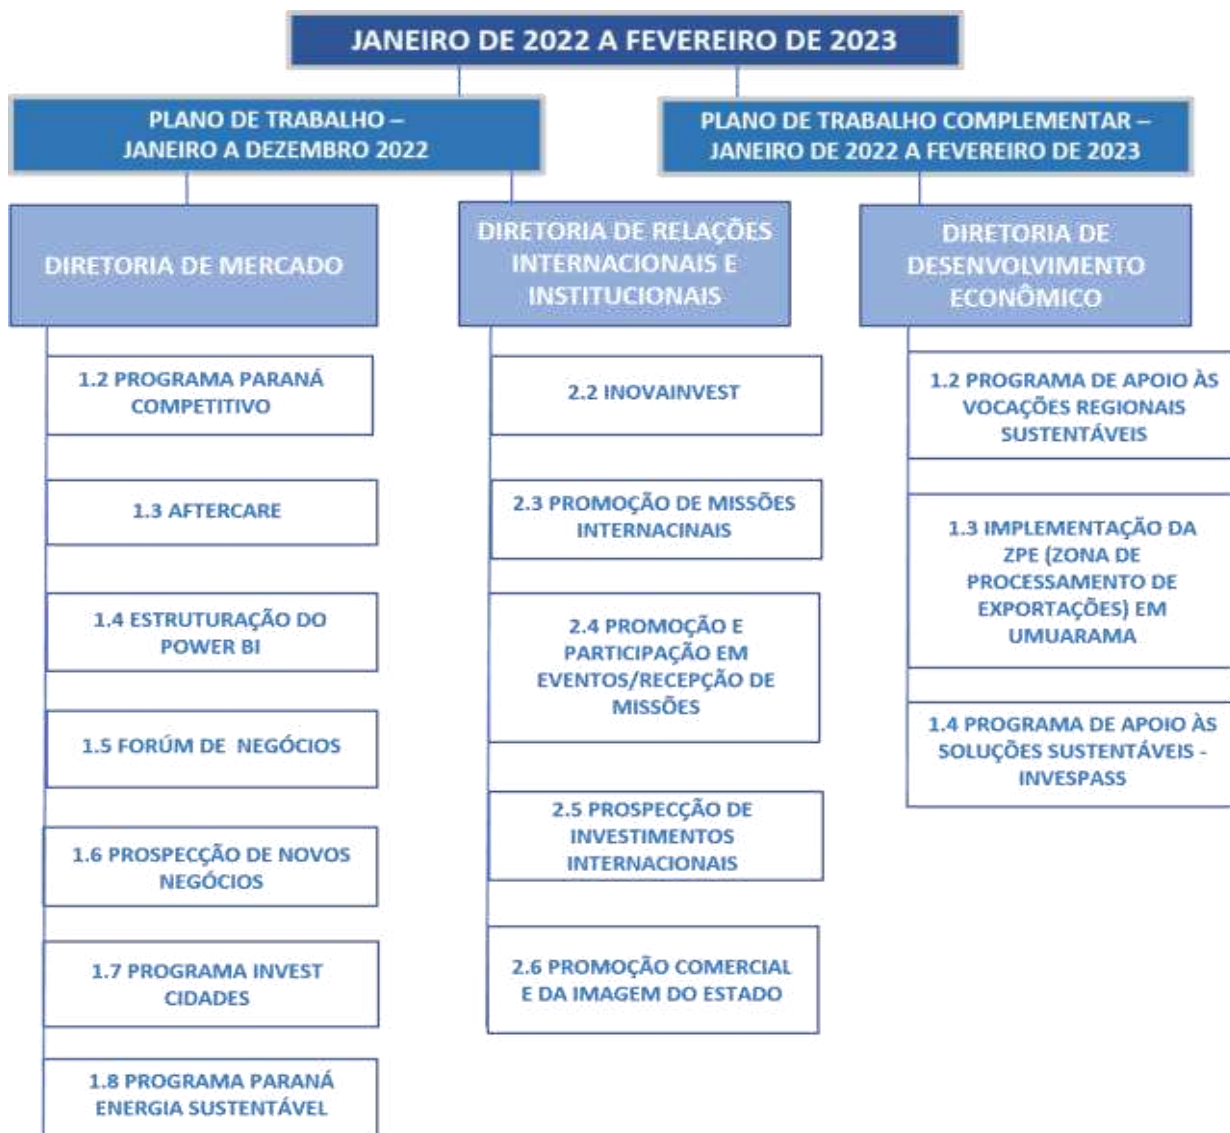 JANEIRO DE 2022 A FEVEREIRO DE 2023
PLANO DE TRABALHO –
JANEIRO A DEZEMBRO 2022
PLANO DE TRABALHO COMPLEMENTAR –
JANEIRO DE 2022 A FEVEREIRO DE 2023
DIRETORIA DE MERCADO
1.2 PROGRAMA PARANÁ
COMPETITIVO
1.3 AFTERCARE
1.4 ESTRUTURAÇÃO DO
POWER BI
1.5 FORÚM DE NEGÓCIOS
1.6 PROSPECÇÃO DE NOVOS
NEGÓCIOS
1.7 PROGRAMA INVEST
CIDADES
1.8 PROGRAMA PARANÁ
ENERGIA SUSTENTÁVEL
DIRETORIA DE RELAÇÕES
INTERNACIONAIS E
INSTITUCIONAIS
2.2 INOVAINVEST
2.3 PROMOÇÃO DE MISSÕES
INTERNACINAIS
2.4 PROMOÇÃO E
PARTICIPAÇÃO EM
EVENTOS/RECEPÇÃO DE
MISSÕES
2.5 PROSPECÇÃO DE
INVESTIMENTOS
INTERNACIONAIS
2.6 PROMOÇÃO COMERCIAL
E DA IMAGEM DO ESTADO
DIRETORIA DE
DESENVOLVIMENTO
ECONÔMICO
1.2 PROGRAMA DE APOIO ÀS
VOCAÇÕES REGIONAIS
SUSTENTÁVEIS
1.3 IMPLEMENTAÇÃO DA
ZPE (ZONA DE
PROCESSAMENTO DE
EXPORTAÇÕES) EM
UMUARAMA
1.4 PROGRAMA DE APOIO ÀS
SOLUÇÕES SUSTENTÁVEIS -
INVESPASS